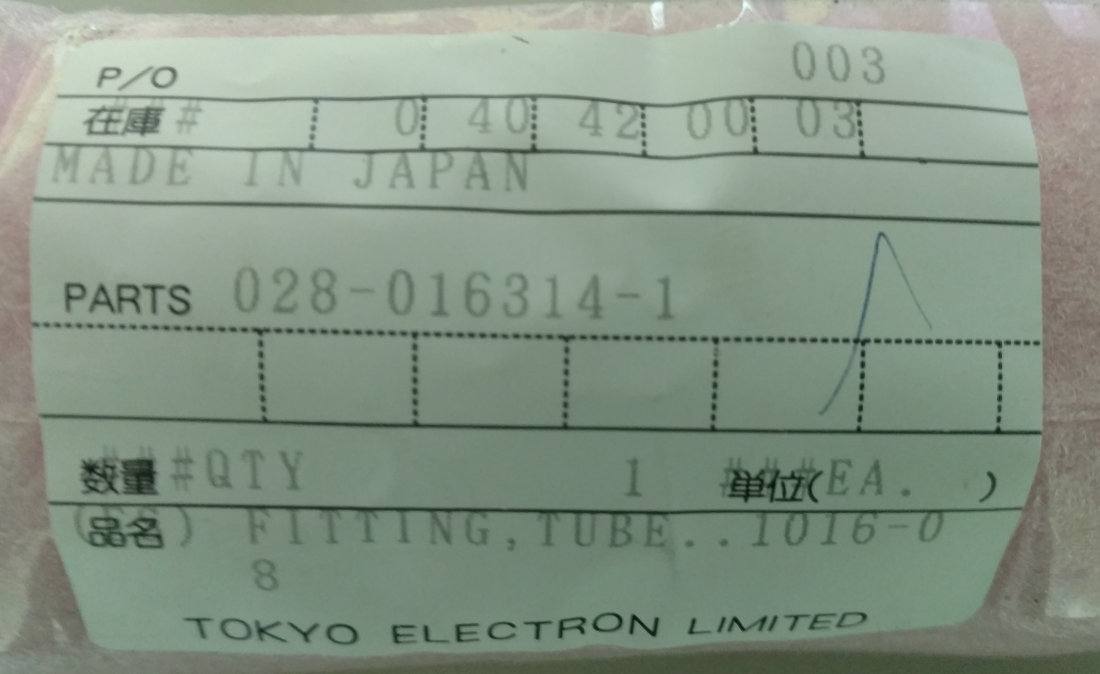 P/O 003
在庫 # 0 40 42 00 03
MADE IN JAPAN
PARTS 028-016314-1
数量 ###QTY 1 単位( ###EA. )
品名 ) FITTING,TUBE..1016-0
8
TOKYO ELECTRON LIMITED